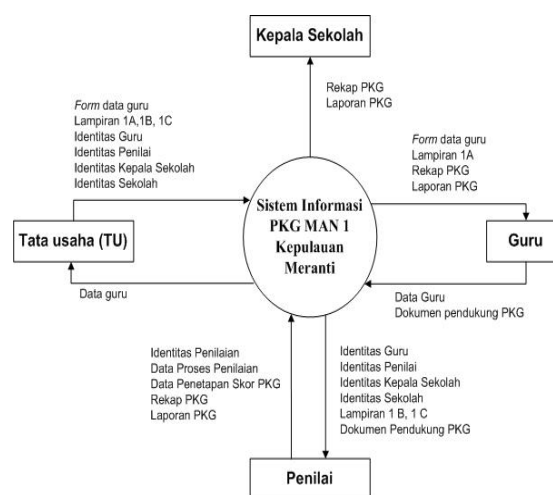 Kepala Sekolah
Rekap PKG
Laporan PKG
Form data guru
Lampiran 1A,1B, 1C
Identitas Guru
Identitas Penilai
Identitas Kepala Sekolah
Identitas Sekolah
Form data guru
Lampiran 1A
Rekap PKG
Laporan PKG
Sistem Informasi
PKG MAN 1
Kepulauan
Meranti
Tata usaha (TU)
Guru
Data guru
Data Guru
Dokumen pendukung PKG
Identitas Penilaian
Data Proses Penilaian
Data Penetapan Skor PKG
Rekap PKG
Laporan PKG
Identitas Guru
Identitas Penilai
Identitas Kepala Sekolah
Identitas Sekolah
Lampiran 1 B, 1 C
Dokumen Pendukung PKG
Penilai